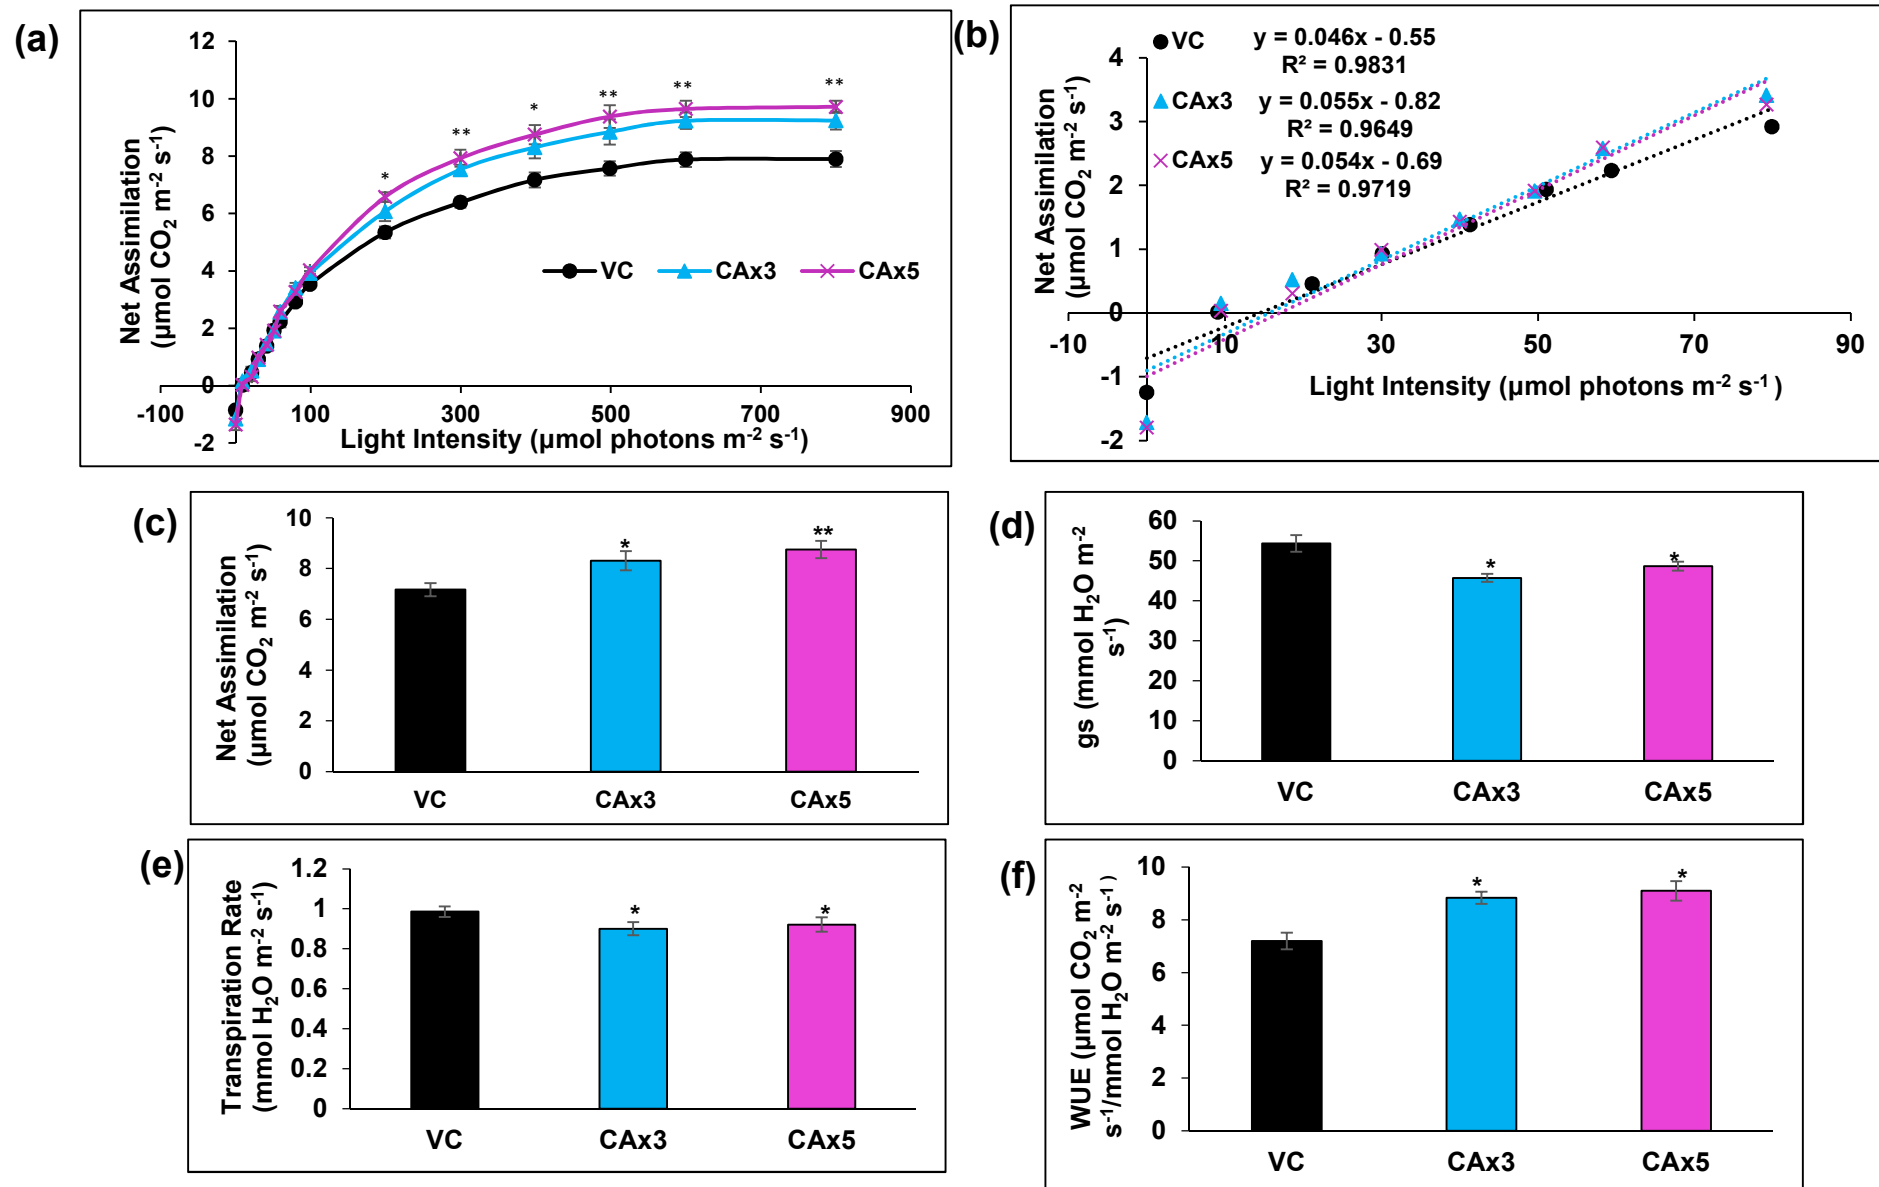 (a)
Net Assimilation
(µmol CO₂ m⁻² s⁻¹)
12
10
8
6
4
2
0
-2
-100
100
300
500
700
900
* ** * ** ** **
VC CAx3 CAx5
Light Intensity (µmol photons m⁻² s⁻¹)
(b)
Net Assimilation
(µmol CO₂ m⁻² s⁻¹)
VC y = 0.046x - 0.55
R² = 0.9831
CAx3 y = 0.055x - 0.82
R² = 0.9649
CAx5 y = 0.054x - 0.69
R² = 0.9719
4
3
2
1
0
-1
-2
-10
10
30
50
70
90
Light Intensity (µmol photons m⁻² s⁻¹ )
(c)
Net Assimilation
(µmol CO₂ m⁻² s⁻¹)
10
8
6
4
2
0
* **
VC CAx3 CAx5
(d)
gs (mmol H₂O m⁻²
s⁻¹)
60
50
40
30
20
10
0
* *
VC CAx3 CAx5
(e)
Transpiration Rate
(mmol H₂O m⁻² s⁻¹)
1.2
1
0.8
0.6
0.4
0.2
0
* *
VC CAx3 CAx5
(f)
WUE (µmol CO₂ m⁻²
s⁻¹/mmol H₂O m⁻² s⁻¹ )
10
8
6
4
2
0
* *
VC CAx3 CAx5